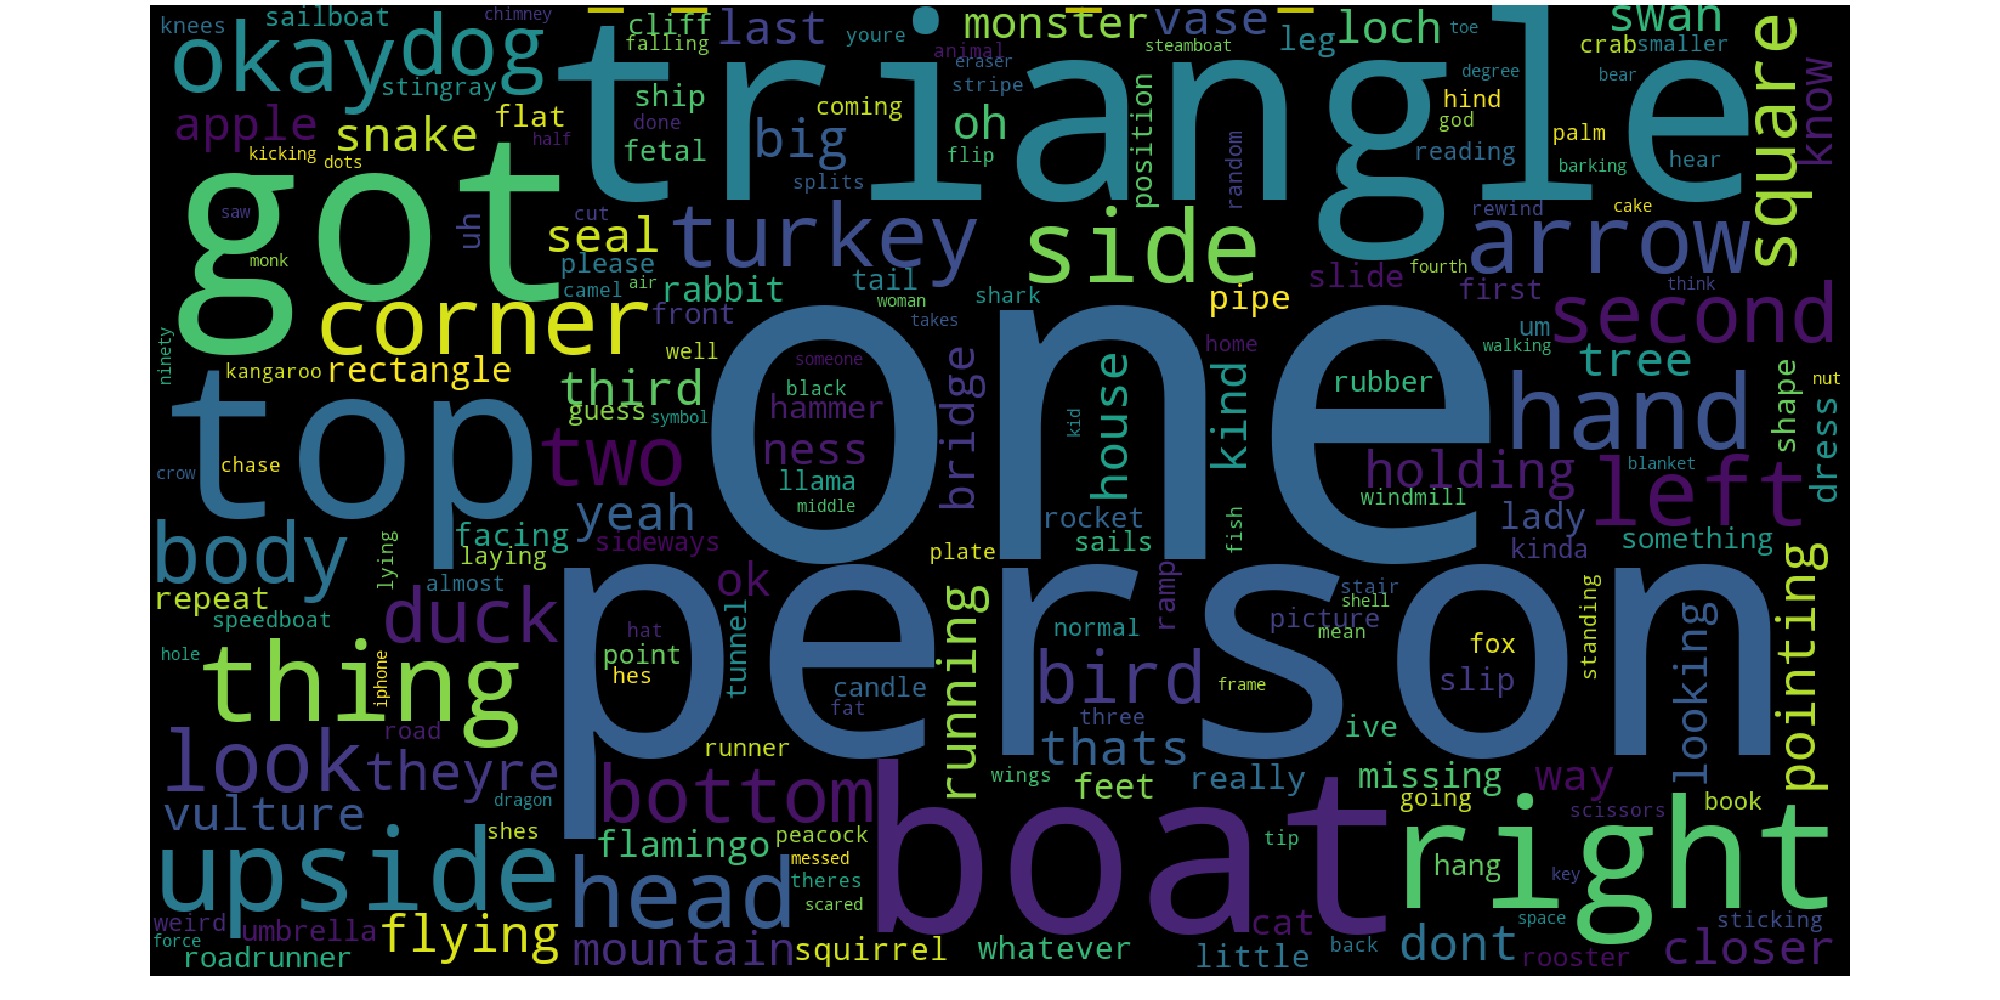 knees
sailboat
chimney
cliff
last
youre
monster
vase
leg
loch
toe
swan
okay
dog
falling
animal
steamboat
crab
smaller
square
stingray
triangle
eraser
stripe
degree
bear
know
apple
snake
flat
ship
big
coming
oh
position
hind
god
palm
kicking
dots
half
done
fetal
splits
flip
random
reading
barking
hear
got
saw
uh
cut
seal
turkey
side
rewind
cake
arrow
monk
please
camel
air
rabbit
tail
woman
shark
pipe
slide
fourth
first
think
second
corner
front
takes
one
um
ninety
kangaroo
rectangle
well
someone
home
walking
tree
top
third
guess
symbol
black
hammer
bridge
kid
house
kind
rubber
hand
shape
nut
dress
crow
chase
two
ness
llama
middle
holding
windmill
blanket
left
yeah
body
facing
laying
lying
sideways
plate
rocket
sails
fish
lady
kinda
something
repeat
almost
ok
person
running
normal
ramp
stair
shell
picture
mean
standing
looking
pointing
speedboat
duck
hat
point
hes
tunnel
fox
hole
thing
iphone
candle
fat
bird
three
slip
frame
road
look
theyre
runner
thats
ive
wings
feet
really
missing
way
vulture
dragon
shes
bottom
boat
going
scissors
book
flamingo
peacock
messed
tip
right
hang
key
upside
head
theres
scared
weird
force
umbrella
flying
cat
space
sticking
roadrunner
mountain
squirrel
whatever
little
back
dont
rooster
closer